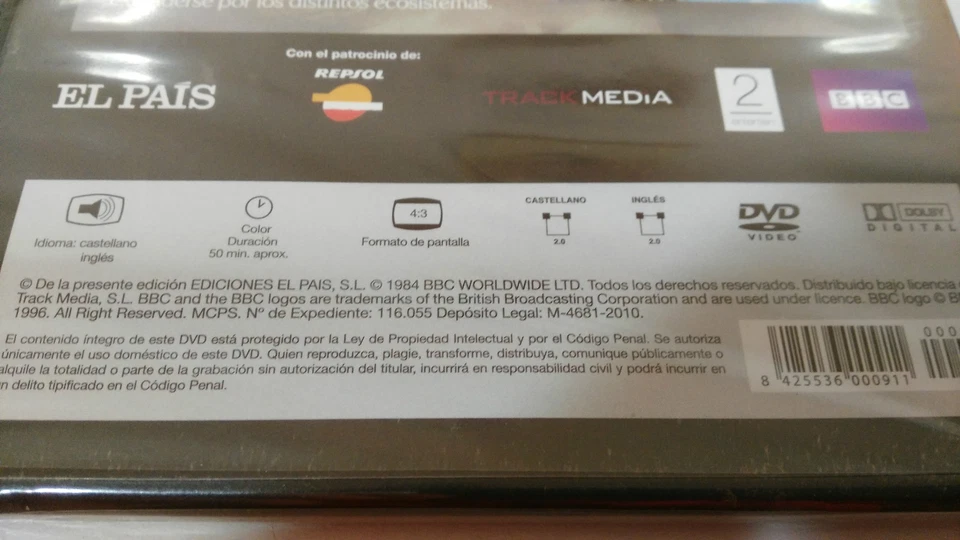 por los distintos ecosistemas.
Con el patrocinio de:
EL PAÍS
REPSOL
TRACKMEDIA
2
entertain
BBC
4:3
CASTELLANO
INGLÉS
2.0
2.0
DVD
VIDEO
DOLBY
DIGITAL
Idioma: castellano
inglés
Color
Duración
50 min. aprox.
Formato de pantalla
© De la presente edición EDICIONES EL PAIS, S.L. © 1984 BBC WORLDWIDE LTD. Todos los derechos reservados. Distribuido bajo licencia
Track Media, S.L. BBC and the BBC logos are trademarks of the British Broadcasting Corporation and are used under licence. BBC logo ©
1996. All Right Reserved. MCPS. Nº de Expediente: 116.055 Depósito Legal: M-4681-2010.
El contenido integro de este DVD está protegido por la Ley de Propiedad Intelectual y por el Código Penal. Se autoriza
únicamente el uso doméstico de este DVD. Quien reproduzca, plagie, transforme, distribuya, comunique públicamente o
alquile la totalidad o parte de la grabación sin autorización del titular, incurrirá en responsabilidad civil y podrá incurrir en
un delito tipificado en el Código Penal.
8 425536 000911
000